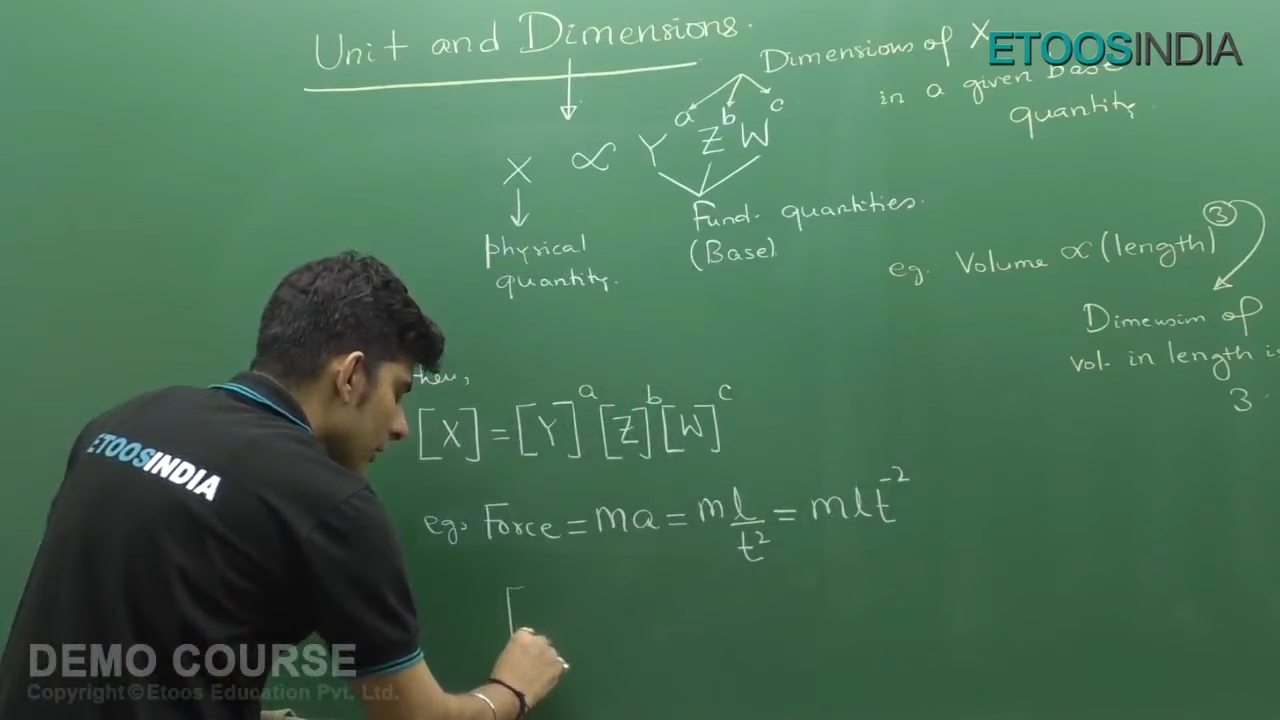 Unit and Dimensions.
ETOOSINDIA
Dimensions of X
in a given base
quantity
X ∝ Y^a Z^b W^c
physical
quantity.
Fund. quantities.
(Base)
eg. Volume ∝ (length)^3
Dimension of
vol. in length is
3.
then,
[X] = [Y]^a [Z]^b [W]^c
eg. Force = ma = m l/t^2 = mlt^-2
[
ETOOSINDIA
DEMO COURSE
Copyright©Etoos Education Pvt. Ltd.